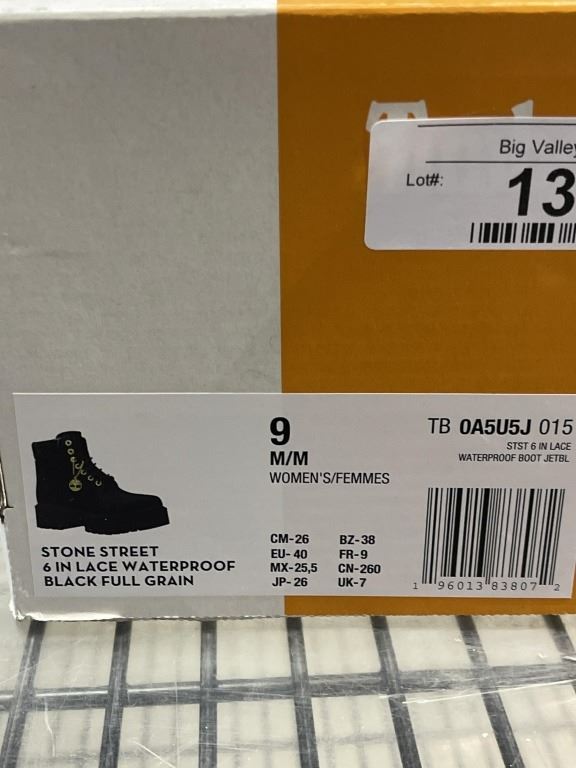 Big Valley
Lot#: 13
9
M/M
WOMEN'S/FEMMES
TB 0A5U5J 015
STST 6 IN LACE
WATERPROOF BOOT JETBL
STONE STREET
6 IN LACE WATERPROOF
BLACK FULL GRAIN
CM-26 BZ-38
EU- 40 FR-9
MX-25,5 CN-260
JP-26 UK-7
1 96013 83807 2